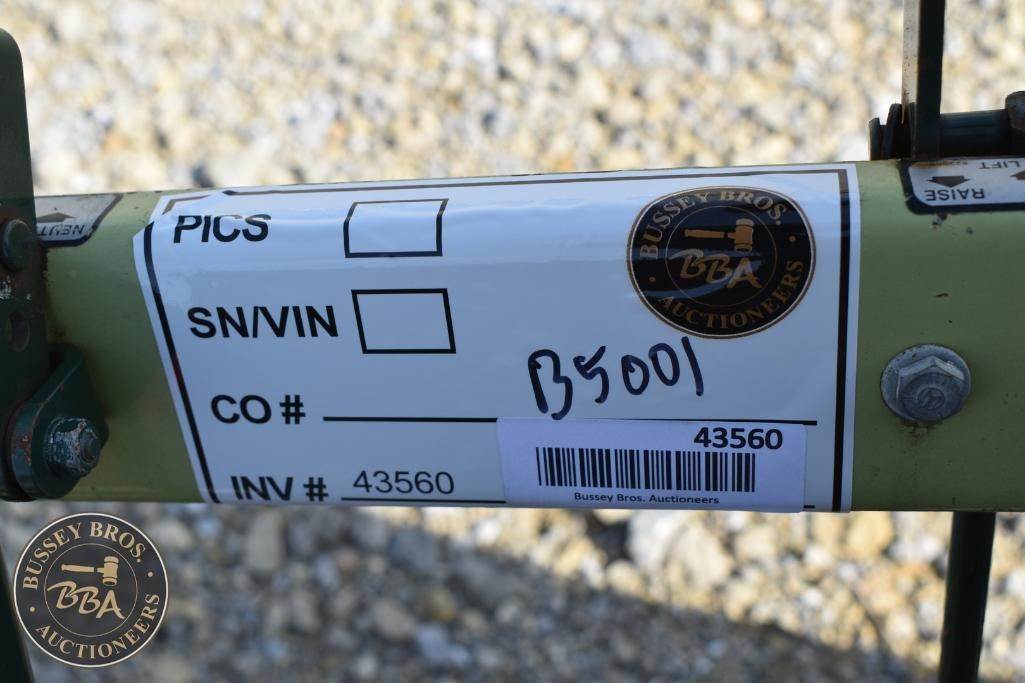 PICS
SN/VIN
CO #
INV # 43560
BUSSEY BROS.
BBA
AUCTIONEERS
B5001
43560
Bussey Bros. Auctioneers
RAISE
LIFT
BUSSEY BROS.
BBA
AUCTIONEERS